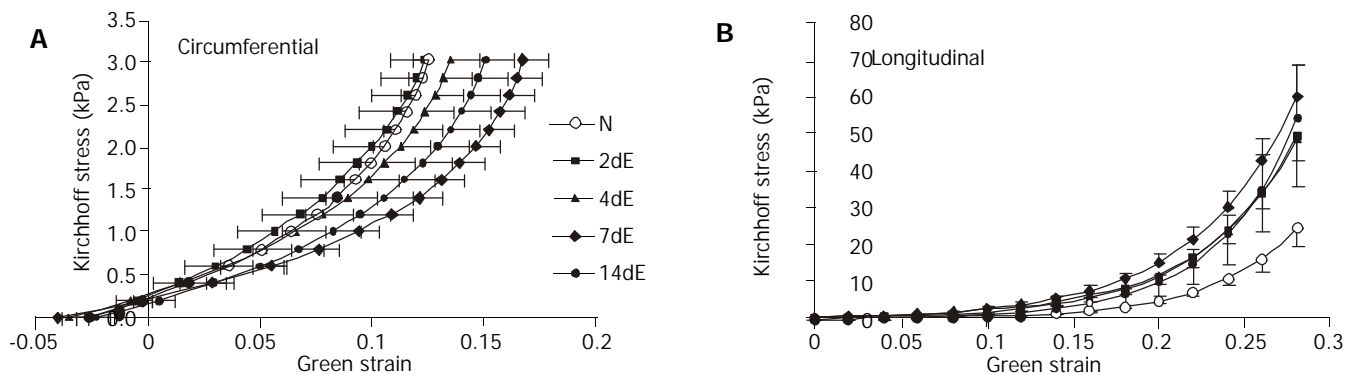 A
Circumferential
Kirchhoff stress (kPa)
3.5
3.0
2.5
2.0
1.5
1.0
0.5
0.0
-0.05 0 0.05 0.1 0.15 0.2
Green strain
N
2dE
4dE
7dE
14dE
B
Longitudinal
Kirchhoff stress (kPa)
80
70
60
50
40
30
20
10
0
0 0.05 0.1 0.15 0.2 0.25 0.3
Green strain